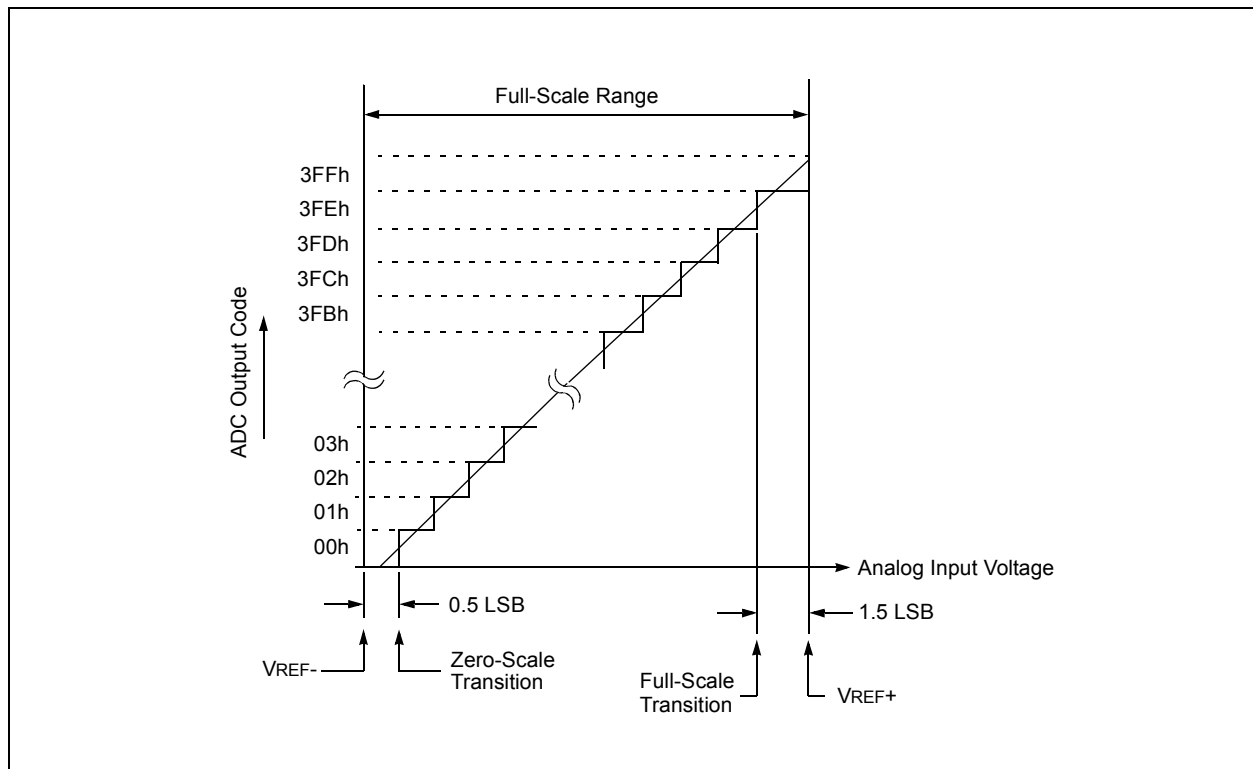 Full-Scale Range
3FFh
3FEh
3FDh
3FCh
3FBh
ADC Output Code
03h
02h
01h
00h
Analog Input Voltage
0.5 LSB
1.5 LSB
VREF-
Zero-Scale
Transition
Full-Scale
Transition
VREF+